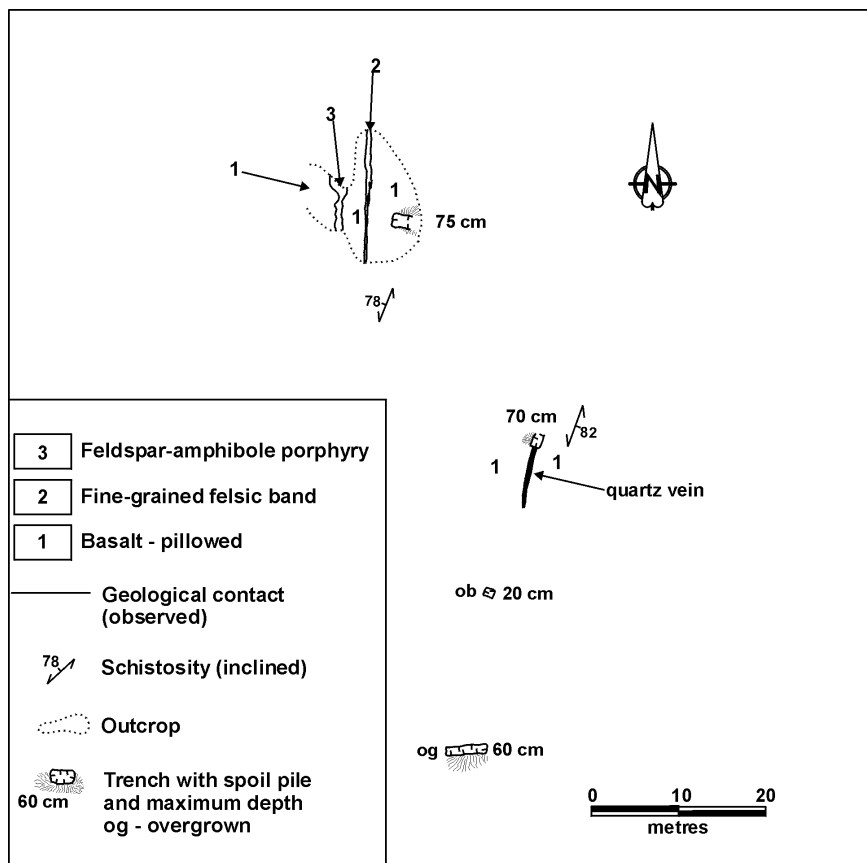 2
3
1
1
1
75 cm
N
78
70 cm
82
1
1
quartz vein
ob
20 cm
og
60 cm
0 10 20
metres
3 Feldspar-amphibole porphyry
2 Fine-grained felsic band
1 Basalt - pillowed
Geological contact
(observed)
78 Schistosity (inclined)
Outcrop
60 cm
Trench with spoil pile
and maximum depth
og - overgrown